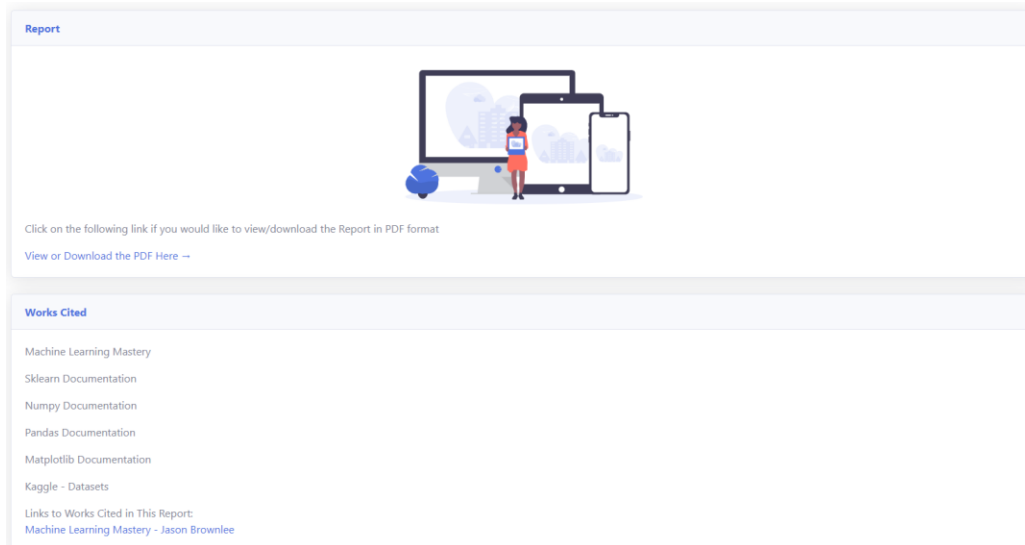 Report
Click on the following link if you would like to view/download the Report in PDF format
View or Download the PDF Here →
Works Cited
Machine Learning Mastery
Sklearn Documentation
Numpy Documentation
Pandas Documentation
Matplotlib Documentation
Kaggle - Datasets
Links to Works Cited in This Report:
Machine Learning Mastery - Jason Brownlee